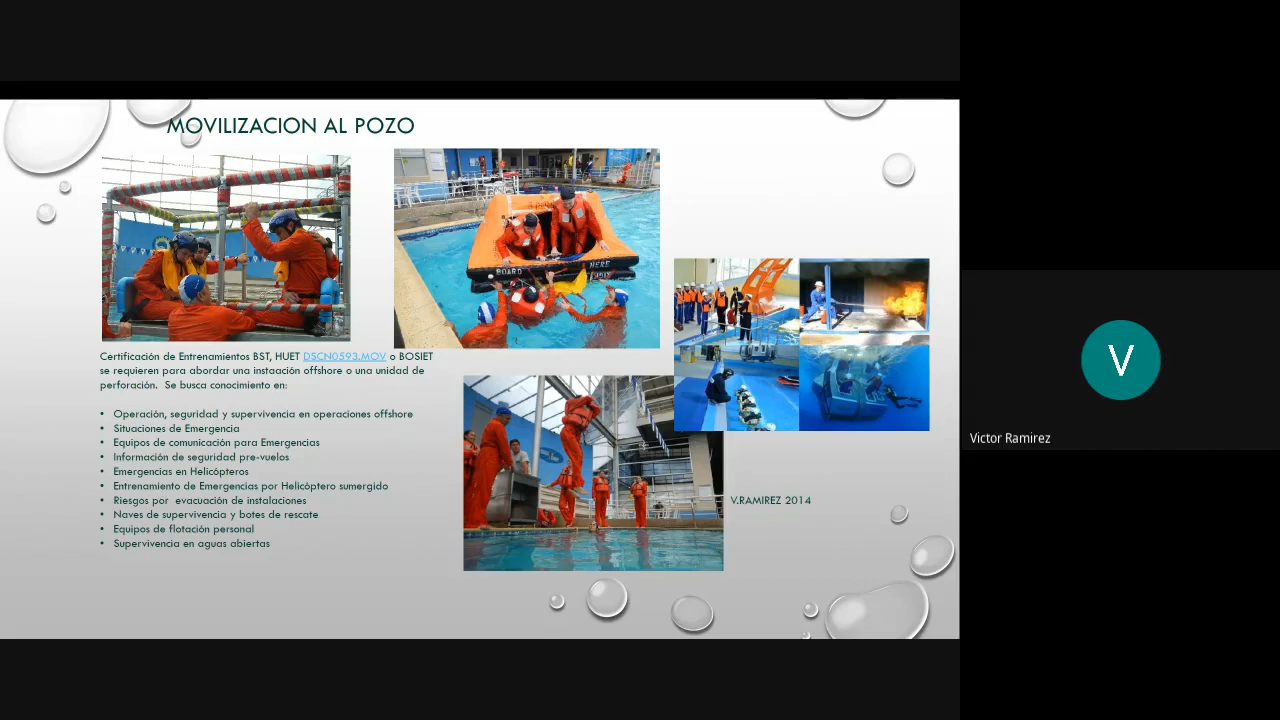 MOVILIZACION AL POZO
BOARD
HERE
Certificación de Entrenamientos BST, HUET DSCN0593.MOV o BOSIET
se requieren para abordar una instaación offshore o una unidad de
perforación. Se busca conocimiento en:
• Operación, seguridad y supervivencia en operaciones offshore
• Situaciones de Emergencia
• Equipos de comunicación para Emergencias
• Información de seguridad pre-vuelos
• Emergencias en Helicópteros
• Entrenamiento de Emergencias por Helicóptero sumergido
• Riesgos por evacuación de instalaciones
• Naves de supervivencia y botes de rescate
• Equipos de flotación personal
• Supervivencia en aguas abiertas
V.RAMIREZ 2014
V
Victor Ramirez